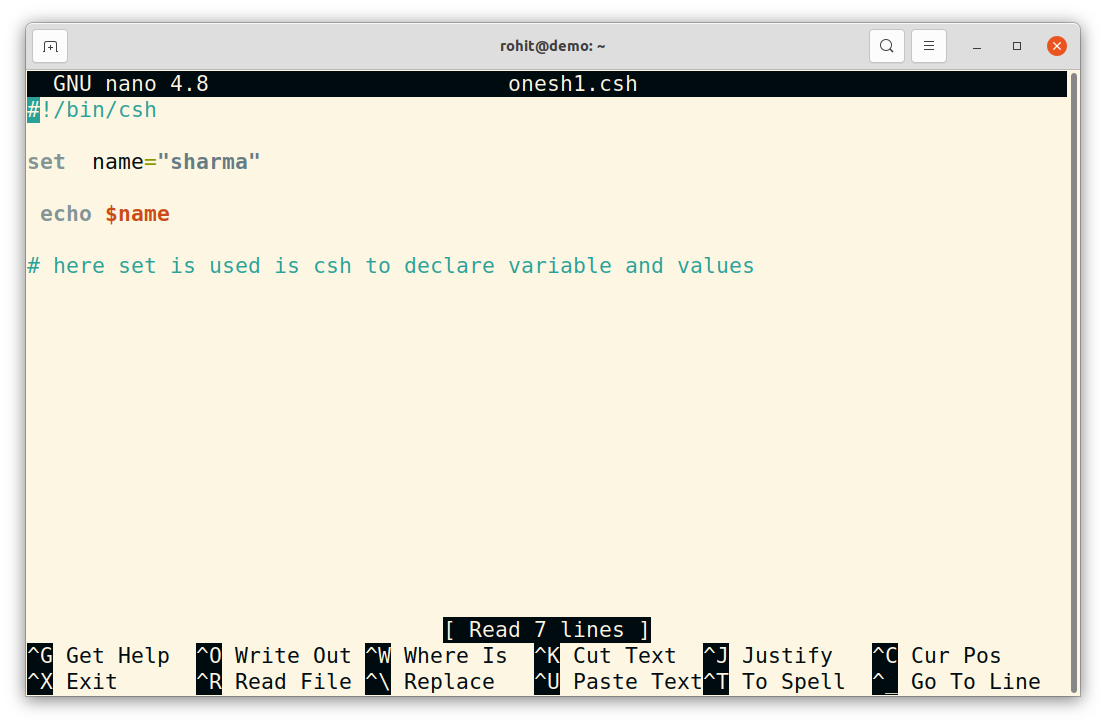 rohit@demo: ~
GNU nano 4.8 onesh1.csh
#!/bin/csh
set  name="sharma"
 echo $name
# here set is used is csh to declare variable and values
[ Read 7 lines ]
^G Get Help ^O Write Out ^W Where Is ^K Cut Text ^J Justify ^C Cur Pos
^X Exit ^R Read File ^\ Replace ^U Paste Text ^T To Spell ^_ Go To Line